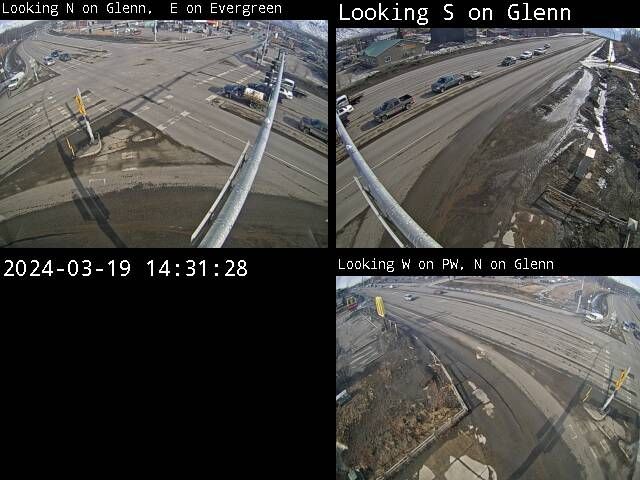 Looking N on Glenn,  E on Evergreen
Looking S on Glenn
2024-03-19 14:31:28
Looking W on PW, N on Glenn